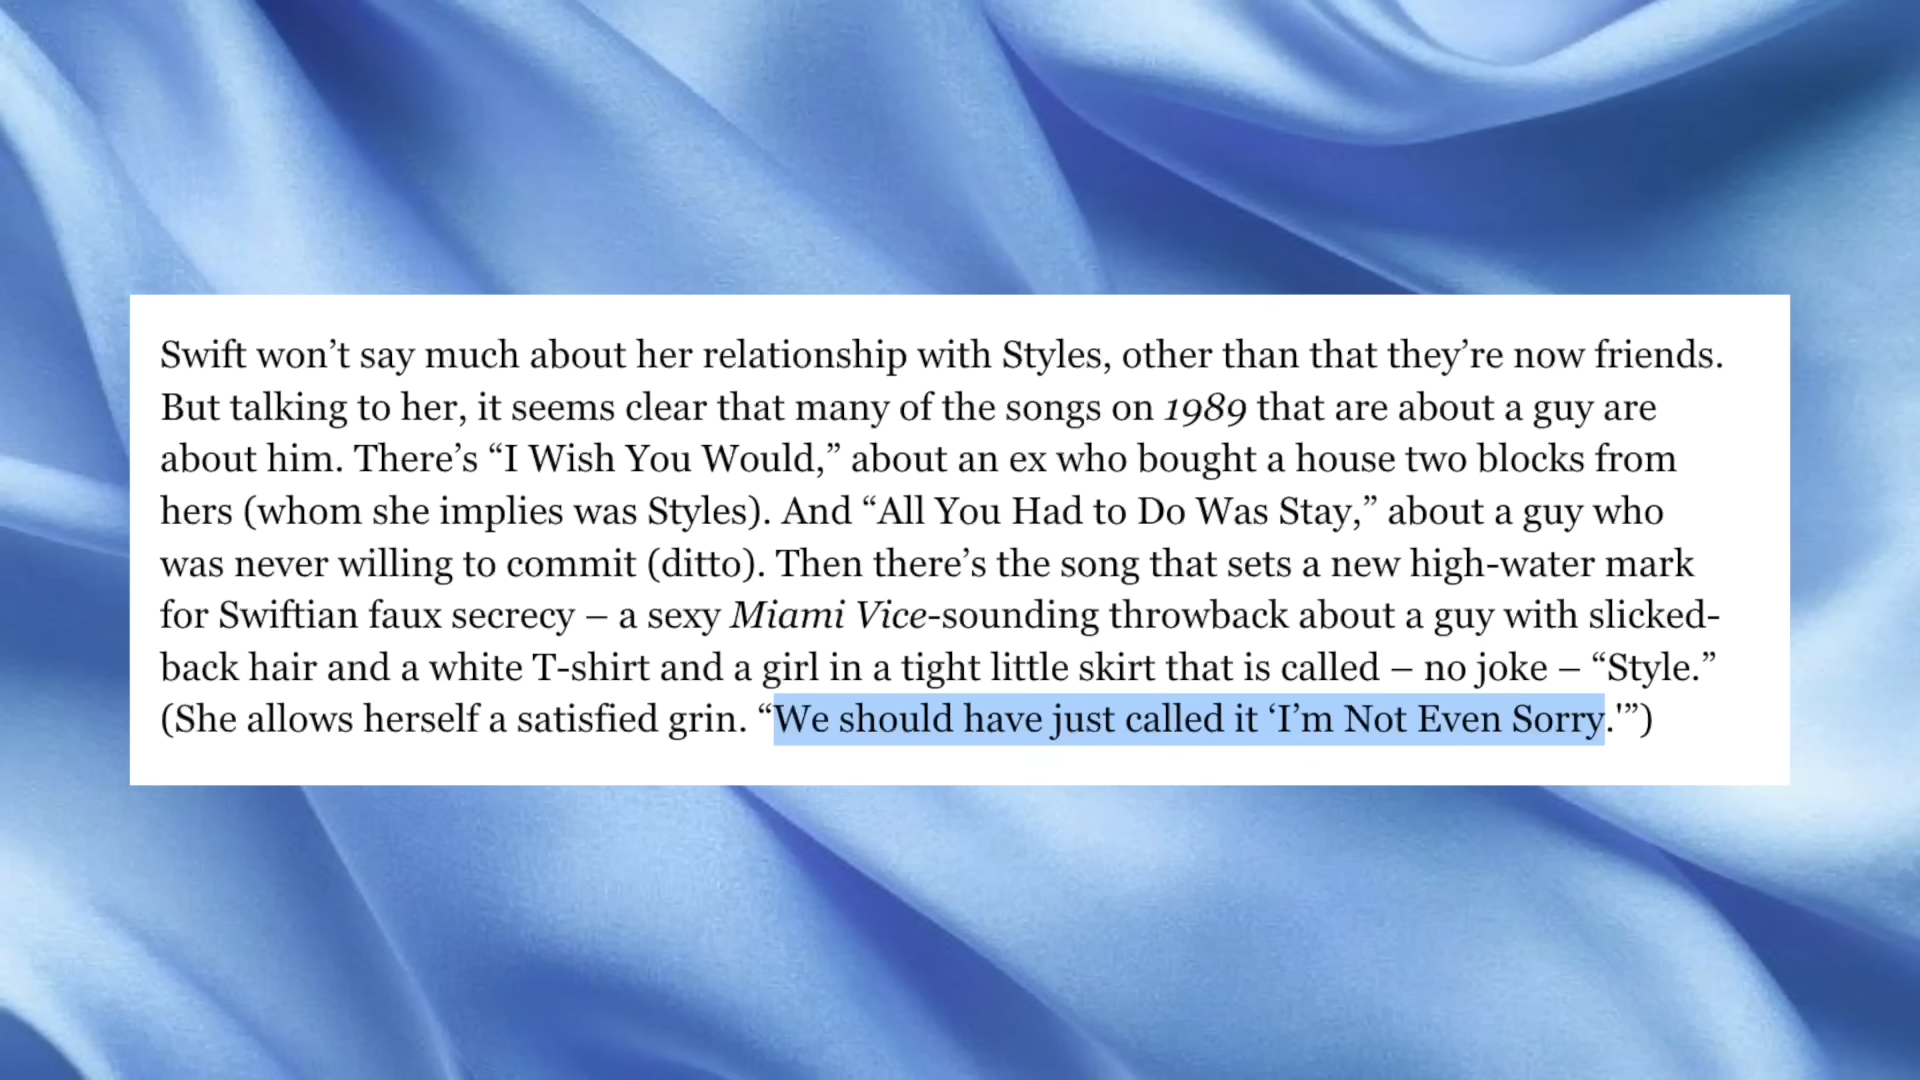 Swift won’t say much about her relationship with Styles, other than that they’re now friends.
But talking to her, it seems clear that many of the songs on 1989 that are about a guy are
about him. There’s “I Wish You Would,” about an ex who bought a house two blocks from
hers (whom she implies was Styles). And “All You Had to Do Was Stay,” about a guy who
was never willing to commit (ditto). Then there’s the song that sets a new high-water mark
for Swiftian faux secrecy – a sexy Miami Vice-sounding throwback about a guy with slicked-
back hair and a white T-shirt and a girl in a tight little skirt that is called – no joke – “Style.”
(She allows herself a satisfied grin. “We should have just called it ‘I’m Not Even Sorry.'”)